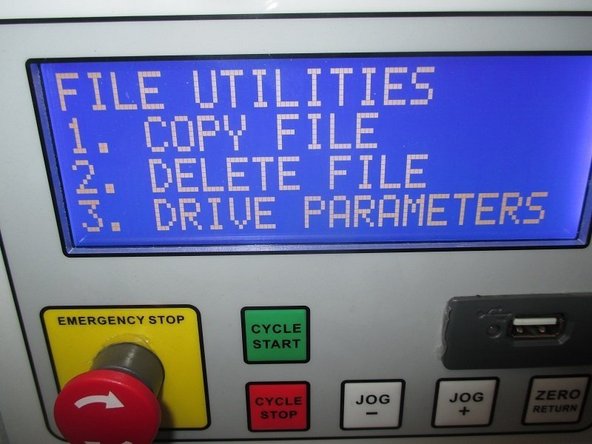 FILE UTILITIES
1. COPY FILE
2. DELETE FILE
3. DRIVE PARAMETERS
EMERGENCY STOP
CYCLE
START
CYCLE
STOP
JOG
-
JOG
+
ZERO
RETURN